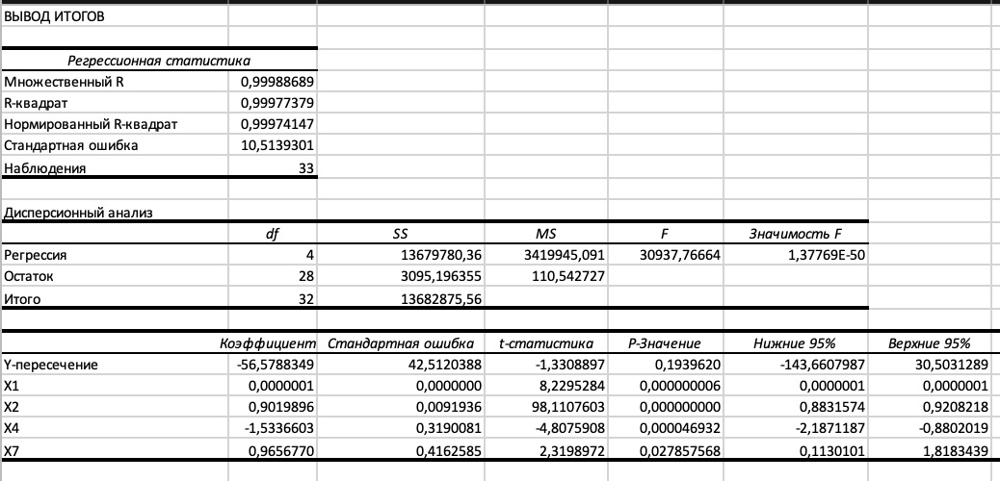 ВЫВОД ИТОГОВ
Регрессионная статистика
Множественный R 0,99988689
R-квадрат 0,99977379
Нормированный R-квадрат 0,99974147
Стандартная ошибка 10,5139301
Наблюдения 33
Дисперсионный анализ
df SS MS F Значимость F
Регрессия 4 13679780,36 3419945,091 30937,76664 1,37769E-50
Остаток 28 3095,196355 110,542727
Итого 32 13682875,56
Коэффициент Стандартная ошибка t-статистика P-Значение Нижние 95% Верхние 95%
Y-пересечение -56,5788349 42,5120388 -1,3308897 0,1939620 -143,6607987 30,5031289
X1 0,0000001 0,0000000 8,2295284 0,000000006 0,0000001 0,0000001
X2 0,9019896 0,0091936 98,1107603 0,000000000 0,8831574 0,9208218
X4 -1,5336603 0,3190081 -4,8075908 0,000046932 -2,1871187 -0,8802019
X7 0,9656770 0,4162585 2,3198972 0,027857568 0,1130101 1,8183439